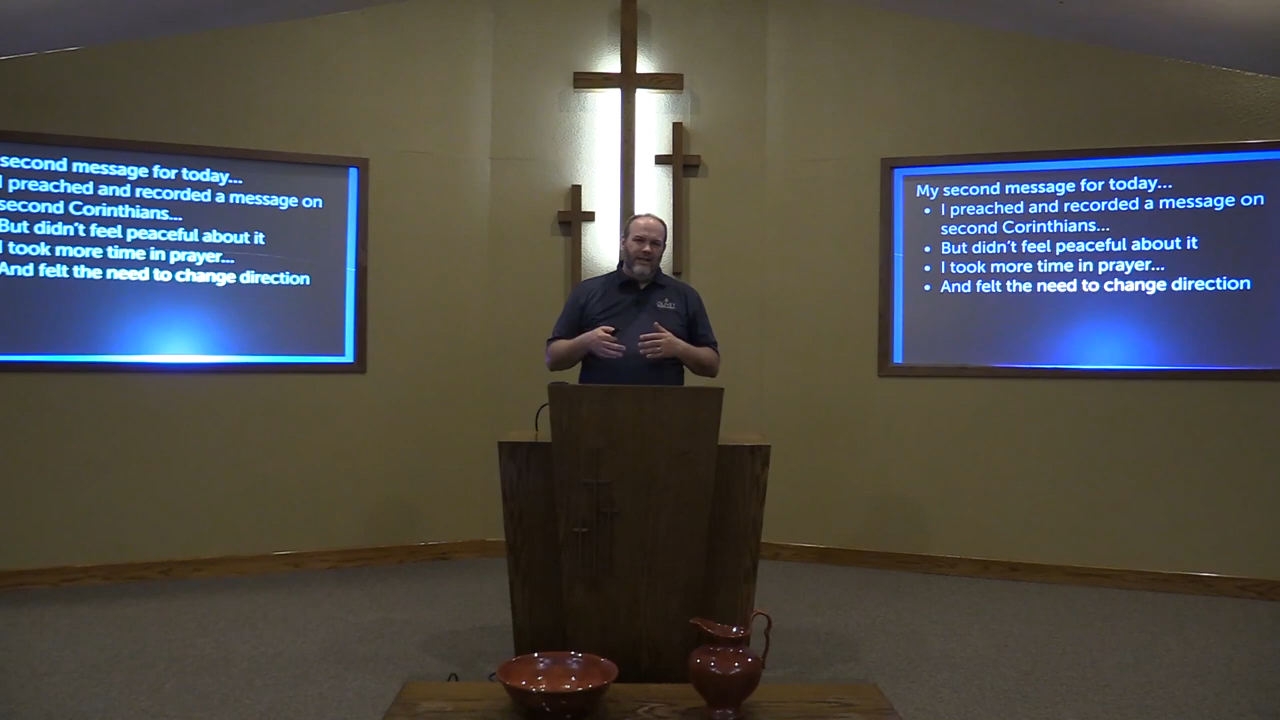 second message for today...
I preached and recorded a message on
second Corinthians...
But didn't feel peaceful about it
I took more time in prayer...
And felt the need to change direction
My second message for today...
• I preached and recorded a message on
second Corinthians...
• But didn't feel peaceful about it
• I took more time in prayer...
• And felt the need to change direction